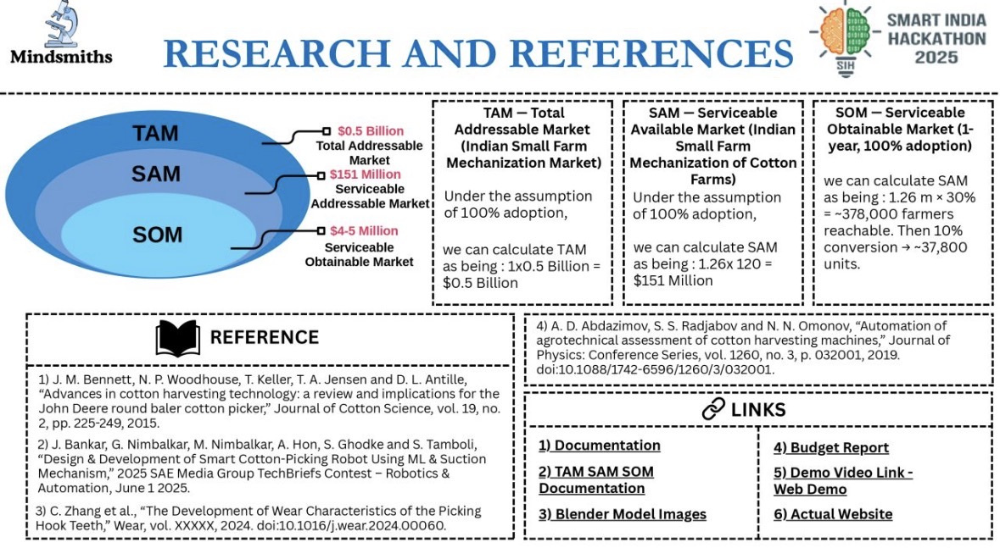 Mindsmiths
RESEARCH AND REFERENCES
SIH
SMART INDIA
HACKATHON
2025
TAM
SAM
SOM
$0.5 Billion
Total Addressable
Market
$151 Million
Serviceable
Addressable Market
$4-5 Million
Serviceable
Obtainable Market
TAM — Total
Addressable Market
(Indian Small Farm
Mechanization Market)
Under the assumption
of 100% adoption,
we can calculate TAM
as being : 1x0.5 Billion =
$0.5 Billion
SAM — Serviceable
Available Market (Indian
Small Farm
Mechanization of Cotton
Farms)
Under the assumption
of 100% adoption,
we can calculate SAM
as being : 1.26x 120 =
$151 Million
SOM — Serviceable
Obtainable Market (1-
year, 100% adoption)
we can calculate SAM
as being : 1.26 m × 30%
= ~378,000 farmers
reachable. Then 10%
conversion → ~37,800
units.
REFERENCE
1) J. M. Bennett, N. P. Woodhouse, T. Keller, T. A. Jensen and D. L. Antille,
“Advances in cotton harvesting technology: a review and implications for the
John Deere round baler cotton picker,” Journal of Cotton Science, vol. 19, no.
2, pp. 225-249, 2015.
2) J. Bankar, G. Nimbalkar, M. Nimbalkar, A. Hon, S. Ghodke and S. Tamboli,
“Design & Development of Smart Cotton-Picking Robot Using ML & Suction
Mechanism,” 2025 SAE Media Group TechBriefs Contest – Robotics &
Automation, June 1 2025.
3) C. Zhang et al., “The Development of Wear Characteristics of the Picking
Hook Teeth,” Wear, vol. XXXXX, 2024. doi:10.1016/j.wear.2024.00060.
4) A. D. Abdazimov, S. S. Radjabov and N. N. Omonov, “Automation of
agrotechnical assessment of cotton harvesting machines,” Journal of
Physics: Conference Series, vol. 1260, no. 3, p. 032001, 2019.
doi:10.1088/1742-6596/1260/3/032001.
LINKS
1) Documentation
2) TAM SAM SOM
Documentation
3) Blender Model Images
4) Budget Report
5) Demo Video Link -
Web Demo
6) Actual Website